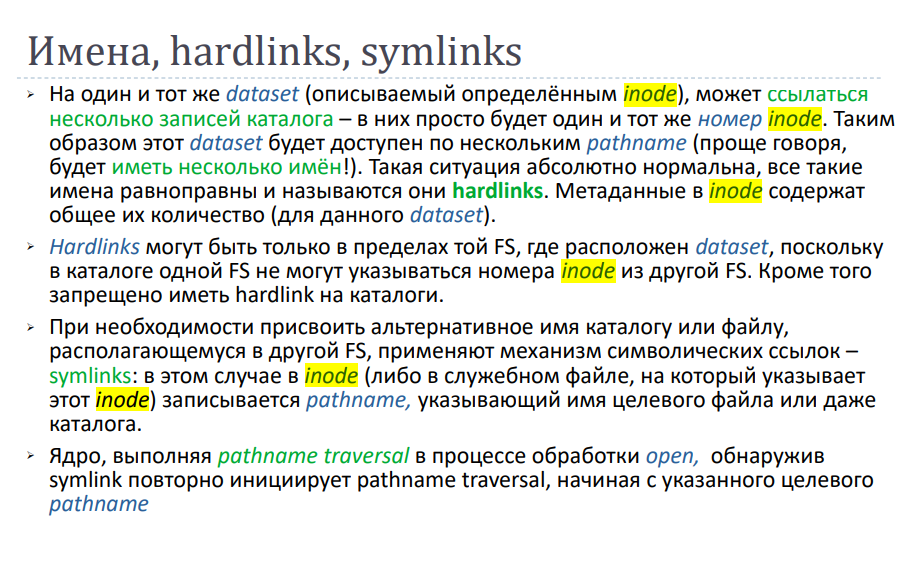 Имена, hardlinks, symlinks
На один и тот же dataset (описываемый определённым inode), может ссылаться
несколько записей каталога – в них просто будет один и тот же номер inode. Таким
образом этот dataset будет доступен по нескольким pathname (проще говоря,
будет иметь несколько имён!). Такая ситуация абсолютно нормальна, все такие
имена равноправны и называются они hardlinks. Метаданные в inode содержат
общее их количество (для данного dataset).
Hardlinks могут быть только в пределах той FS, где расположен dataset, поскольку
в каталоге одной FS не могут указываться номера inode из другой FS. Кроме того
запрещено иметь hardlink на каталоги.
При необходимости присвоить альтернативное имя каталогу или файлу,
располагающемуся в другой FS, применяют механизм символических ссылок –
symlinks: в этом случае в inode (либо в служебном файле, на который указывает
этот inode) записывается pathname, указывающий имя целевого файла или даже
каталога.
Ядро, выполняя pathname traversal в процессе обработки open, обнаружив
symlink повторно инициирует pathname traversal, начиная с указанного целевого
pathname